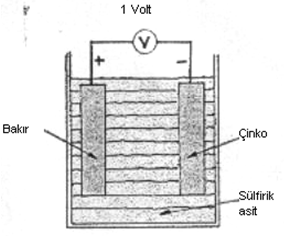 1 Volt
V
+ −
Bakır
Çinko
Sülfirik
asit